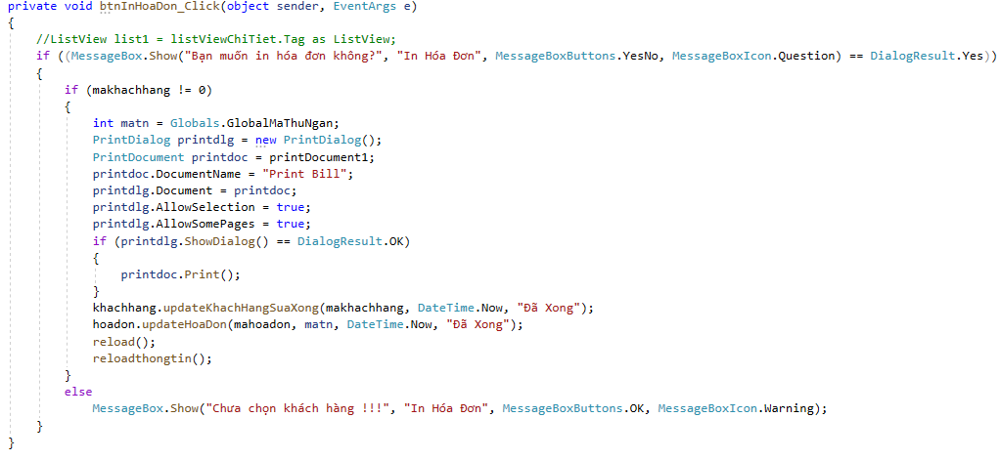 private void btnInHoaDon_Click(object sender, EventArgs e)
{
    //ListView list1 = listViewChiTiet.Tag as ListView;
    if ((MessageBox.Show("Bạn muốn in hóa đơn không?", "In Hóa Đơn", MessageBoxButtons.YesNo, MessageBoxIcon.Question) == DialogResult.Yes))
    {
        if (makhachhang != 0)
        {
            int matn = Globals.GlobalMaThuNgan;
            PrintDialog printdlg = new PrintDialog();
            PrintDocument printdoc = printDocument1;
            printdoc.DocumentName = "Print Bill";
            printdlg.Document = printdoc;
            printdlg.AllowSelection = true;
            printdlg.AllowSomePages = true;
            if (printdlg.ShowDialog() == DialogResult.OK)
            {
                printdoc.Print();
            }
            khachhang.updateKhachHangSuaXong(makhachhang, DateTime.Now, "Đã Xong");
            hoadon.updateHoaDon(mahoadon, matn, DateTime.Now, "Đã Xong");
            reload();
            reloadthongtin();
        }
        else
            MessageBox.Show("Chưa chọn khách hàng !!!", "In Hóa Đơn", MessageBoxButtons.OK, MessageBoxIcon.Warning);
    }
}